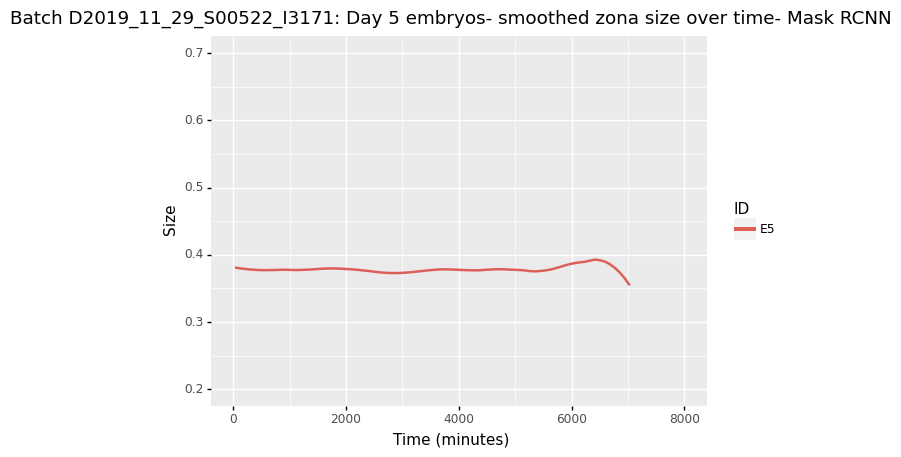 Batch D2019_11_29_S00522_I3171: Day 5 embryos- smoothed zona size over time- Mask RCNN
0.7
0.6
0.5
0.4
0.3
0.2
Size
0 2000 4000 6000 8000
Time (minutes)
ID
E5